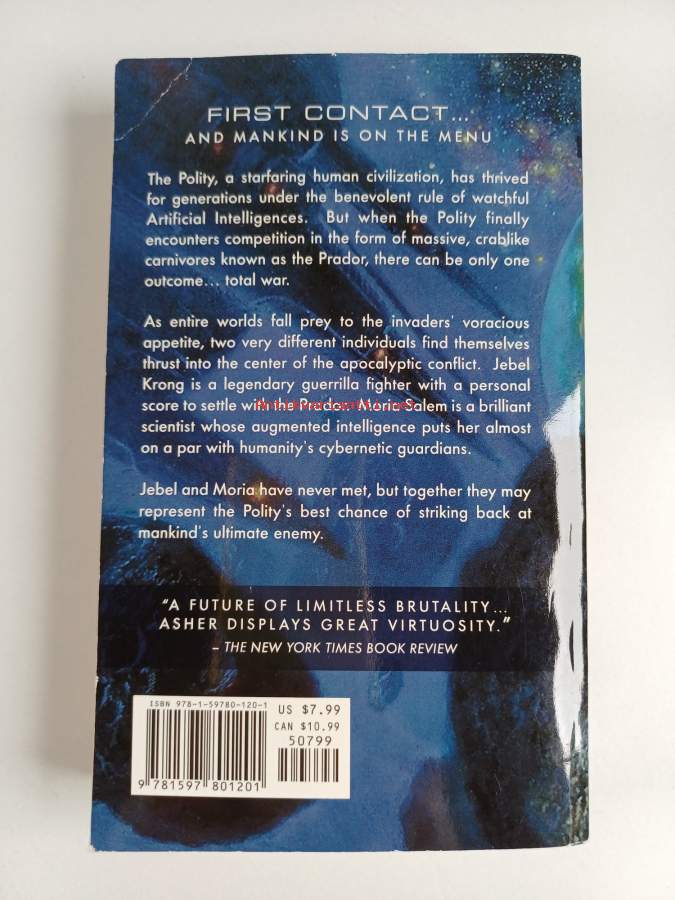 FIRST CONTACT...
AND MANKIND IS ON THE MENU
The Polity, a starfaring human civilization, has thrived
for generations under the benevolent rule of watchful
Artificial Intelligences. But when the Polity finally
encounters competition in the form of massive, crablike
carnivores known as the Prador, there can be only one
outcome... total war.
As entire worlds fall prey to the invaders' voracious
appetite, two very different individuals find themselves
thrust into the center of the apocalyptic conflict. Jebel
Krong is a legendary guerrilla fighter with a personal
score to settle with the Prador. Moria Salem is a brilliant
scientist whose augmented intelligence puts her almost
on a par with humanity's cybernetic guardians.
Jebel and Moria have never met, but together they may
represent the Polity's best chance of striking back at
mankind's ultimate enemy.
"A FUTURE OF LIMITLESS BRUTALITY...
ASHER DISPLAYS GREAT VIRTUOSITY."
– THE NEW YORK TIMES BOOK REVIEW
ISBN 978-1-59780-120-1
US $7.99
CAN $10.99
50799
9 781597 801201